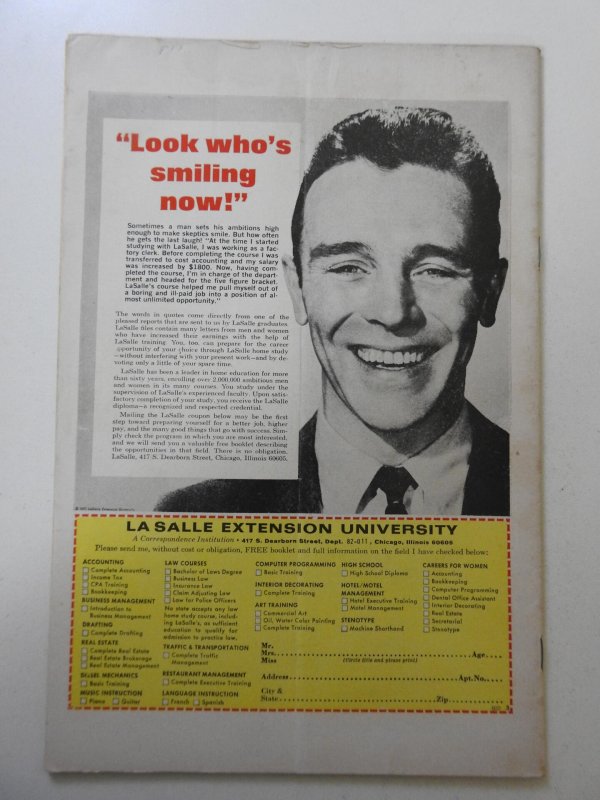 “Look who’s
smiling
now!”
Sometimes a man sets his ambitions high
enough to make skeptics smile. But how often
he gets the last laugh! “At the time I started
studying with LaSalle, I was working as a fac-
tory clerk. Before completing the course I was
transferred to cost accounting and my salary
was increased by $1800. Now, having com-
pleted the course, I’m in charge of the depart-
ment and headed for the five figure bracket.
LaSalle’s course helped me pull myself out of
a boring and ill-paid job into a position of al-
most unlimited opportunity.”
The words in quotes come directly from one of the
pleased reports that are sent to us by LaSalle graduates.
LaSalle files contain many letters from men and women
who have increased their earnings with the help of
LaSalle training. You, too, can prepare for the career
opportunity of your choice through LaSalle home study
—without interfering with your present work—and by de-
voting only a little of your spare time.
LaSalle has been a leader in home education for more
than sixty years, enrolling over 2,000,000 ambitious men
and women in its many courses. You study under the
supervision of LaSalle’s experienced faculty. Upon satis-
factory completion of your study, you receive the LaSalle
diploma—a recognized and respected credential.
Mailing the LaSalle coupon below may be the first
step toward preparing yourself for a better job, higher
pay, and the many good things that go with success. Sim-
ply check the program in which you are most interested,
and we will send you a valuable free booklet describing
the opportunities in that field. There is no obligation.
LaSalle, 417 S. Dearborn Street, Chicago, Illinois 60605.
LA SALLE EXTENSION UNIVERSITY
A Correspondence Institution • 417 S. Dearborn Street, Dept. 82-011, Chicago, Illinois 60605
Please send me, without cost or obligation, FREE booklet and full information on the field I have checked below:
ACCOUNTING
Complete Accounting
Income Tax
CPA Training
Bookkeeping
BUSINESS MANAGEMENT
Introduction to
Business Management
DRAFTING
Complete Drafting
REAL ESTATE
Complete Real Estate
Real Estate Brokerage
Real Estate Management
DIESEL MECHANICS
Basic Training
MUSIC INSTRUCTION
Piano Guitar
LAW COURSES
Bachelor of Laws Degree
Business Law
Insurance Law
Claim Adjusting Law
Law for Police Officers
No state accepts any law
home study course, includ-
ing LaSalle’s, as sufficient
education to qualify for
admission to practice law.
TRAFFIC & TRANSPORTATION
Complete Traffic
Management
RESTAURANT MANAGEMENT
Complete Executive Training
LANGUAGE INSTRUCTION
French Spanish
COMPUTER PROGRAMMING
Basic Training
INTERIOR DECORATING
Complete Training
ART TRAINING
Commercial Art
Oil, Water Color Painting
Complete Training
HIGH SCHOOL
High School Diploma
HOTEL/MOTEL
MANAGEMENT
Hotel Executive Training
Motel Management
STENOTYPE
Machine Shorthand
CAREERS FOR WOMEN
Accounting
Bookkeeping
Computer Programming
Dental Office Assistant
Interior Decorating
Real Estate
Secretarial
Stenotype
Mr.
Mrs. Age
Miss (circle title and please print)
Address Apt.No.
City &
State Zip